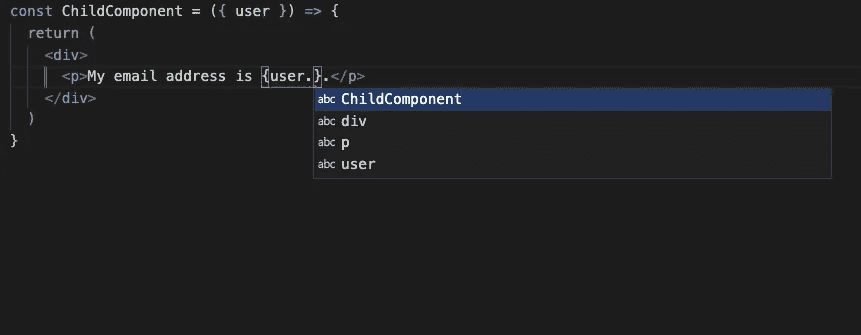 const ChildComponent = ({ user }) => {
  return (
    <div>
      <p>My email address is {user.}.</p>
    </div>
  )
}
abc ChildComponent
abc div
abc p
abc user